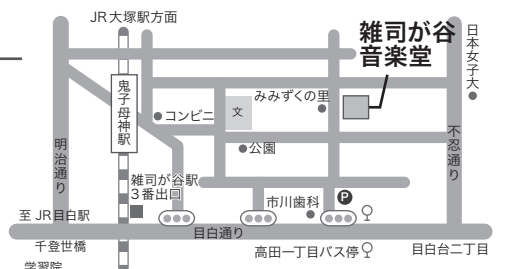 JR大塚駅方面
雑司が谷
音楽堂
日本女子大
鬼子母神駅
コンビニ
文
みみずくの里
公園
明治通り
不忍通り
雑司が谷駅
3番出口
市川歯科
P
至 JR目白駅
目白通り
千登世橋
高田一丁目バス停
目白台二丁目
学習院